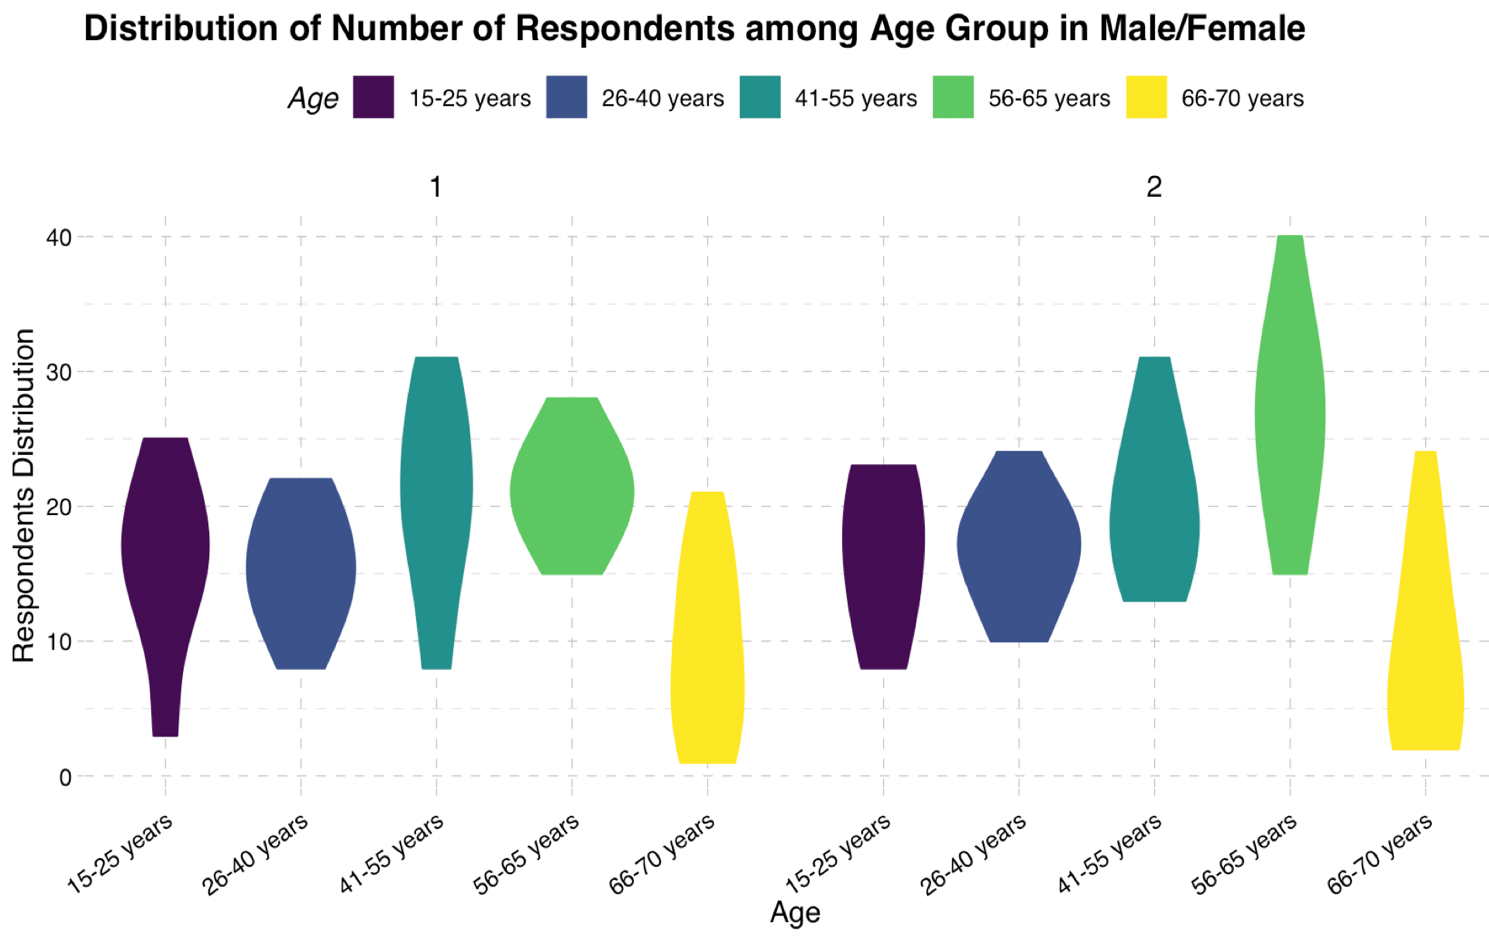 Distribution of Number of Respondents among Age Group in Male/Female
Age 15-25 years 26-40 years 41-55 years 56-65 years 66-70 years
1 2
Respondents Distribution
40
30
20
10
0
15-25 years 26-40 years 41-55 years 56-65 years 66-70 years 15-25 years 26-40 years 41-55 years 56-65 years 66-70 years
Age